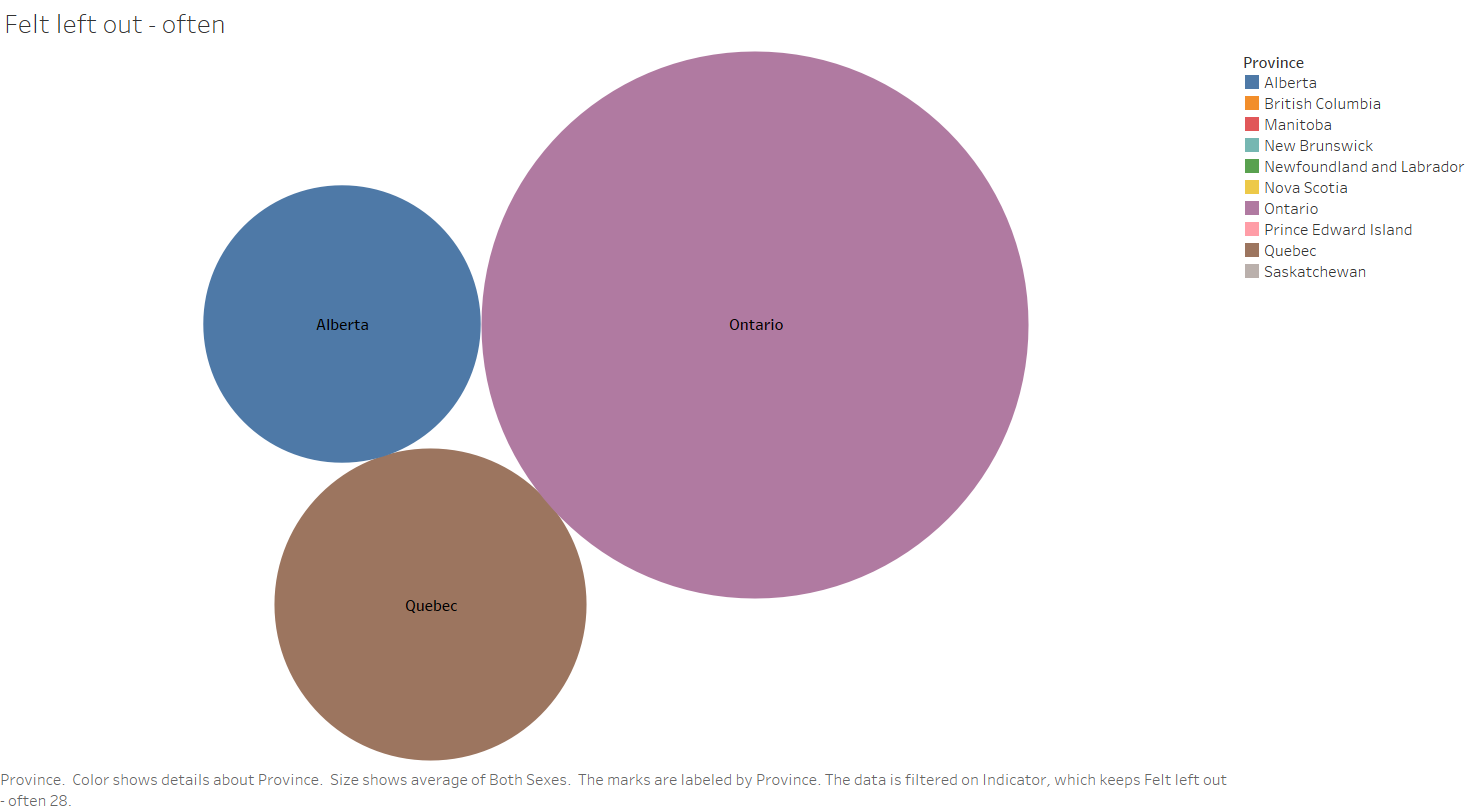 Felt left out - often
Province
Alberta
British Columbia
Manitoba
New Brunswick
Newfoundland and Labrador
Nova Scotia
Ontario
Prince Edward Island
Quebec
Saskatchewan
Alberta
Ontario
Quebec
Province.  Color shows details about Province.  Size shows average of Both Sexes.  The marks are labeled by Province. The data is filtered on Indicator, which keeps Felt left out
- often 28.